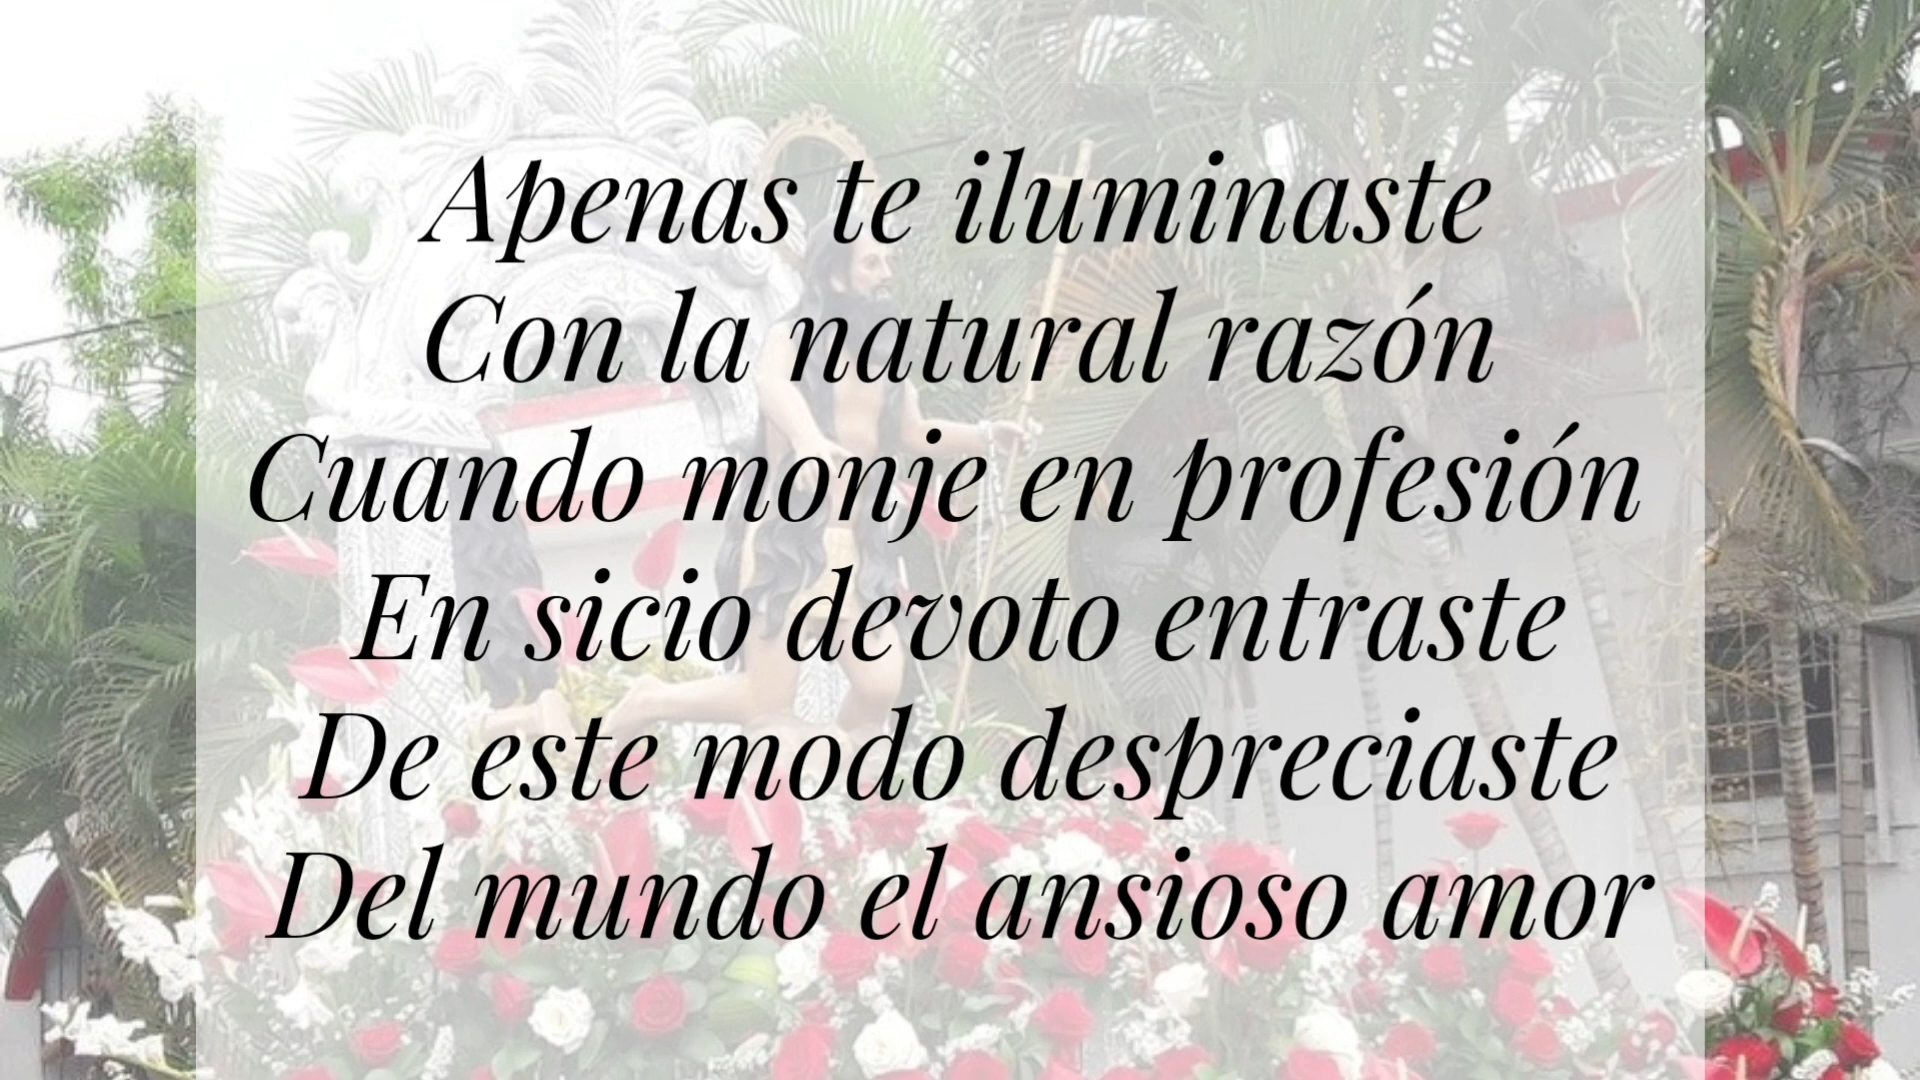 Apenas te iluminaste
Con la natural razón
Cuando monje en profesión
En sicio devoto entraste
De este modo despreciaste
Del mundo el ansioso amor